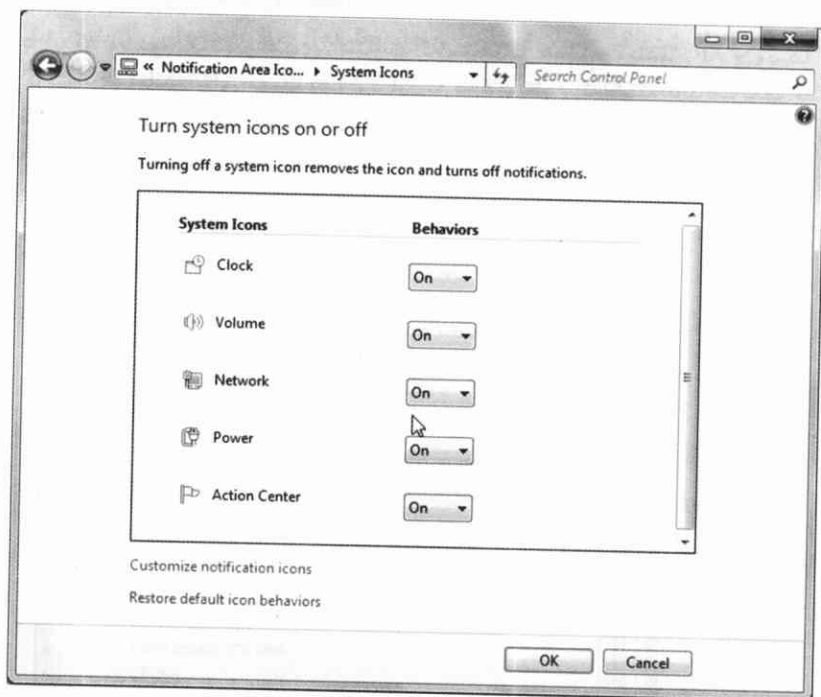 « Notification Area Ico... ▸ System Icons
Search Control Panel
Turn system icons on or off
Turning off a system icon removes the icon and turns off notifications.
System Icons Behaviors
Clock On
Volume On
Network On
Power On
Action Center On
Customize notification icons
Restore default icon behaviors
OK Cancel